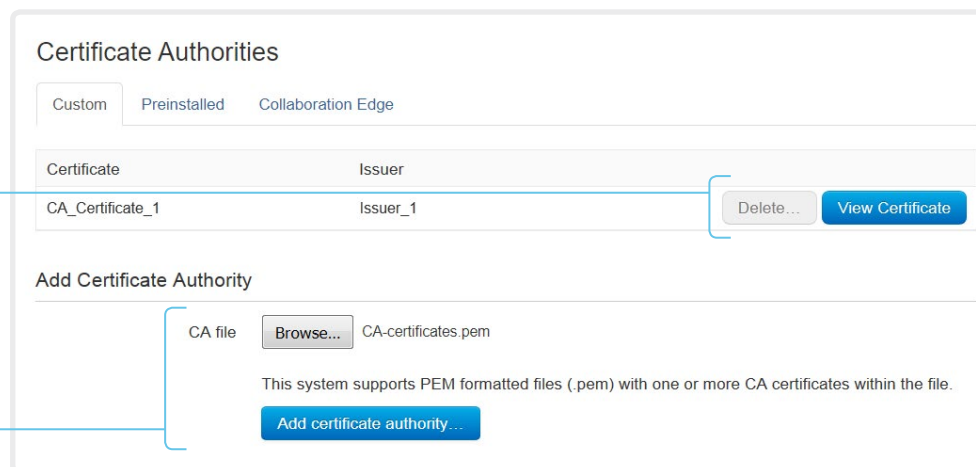 Certificate Authorities
Custom Preinstalled Collaboration Edge
Certificate Issuer
CA_Certificate_1 Issuer_1 Delete... View Certificate
Add Certificate Authority
CA file Browse... CA-certificates.pem
This system supports PEM formatted files (.pem) with one or more CA certificates within the file.
Add certificate authority...